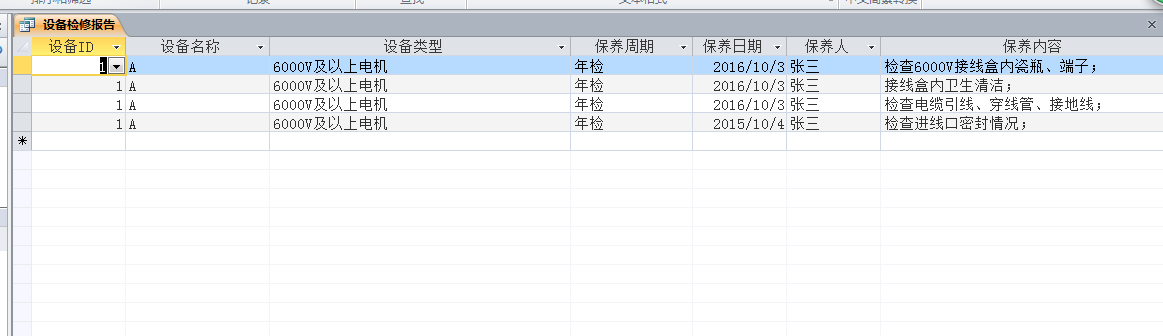 设备检修报告
设备ID 设备名称 设备类型 保养周期 保养日期 保养人 保养内容
1 A 6000V及以上电机 年检 2016/10/3 张三 检查6000V接线盒内瓷瓶、端子;
1 A 6000V及以上电机 年检 2016/10/3 张三 接线盒内卫生清洁;
1 A 6000V及以上电机 年检 2016/10/3 张三 检查电缆引线、穿线管、接地线;
1 A 6000V及以上电机 年检 2015/10/4 张三 检查进线口密封情况;